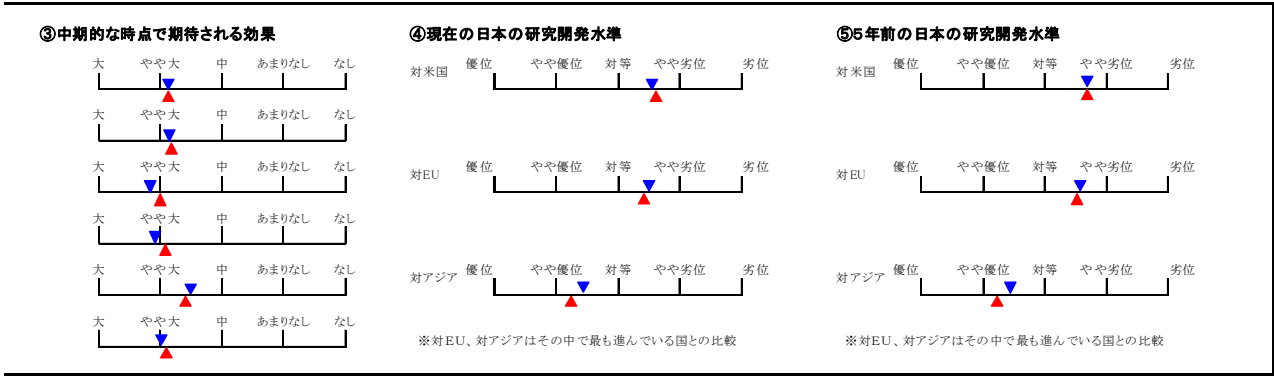 ③中期的な時点で期待される効果
大 やや大 中 あまりなし なし
大 やや大 中 あまりなし なし
大 やや大 中 あまりなし なし
大 やや大 中 あまりなし なし
大 やや大 中 あまりなし なし
大 やや大 中 あまりなし なし
④現在の日本の研究開発水準
対米国 優位 やや優位 対等 やや劣位 劣位
対EU 優位 やや優位 対等 やや劣位 劣位
対アジア 優位 やや優位 対等 やや劣位 劣位
※対EU、対アジアはその中で最も進んでいる国との比較
⑤5年前の日本の研究開発水準
対米国 優位 やや優位 対等 やや劣位 劣位
対EU 優位 やや優位 対等 やや劣位 劣位
対アジア 優位 やや優位 対等 やや劣位 劣位
※対EU、対アジアはその中で最も進んでいる国との比較